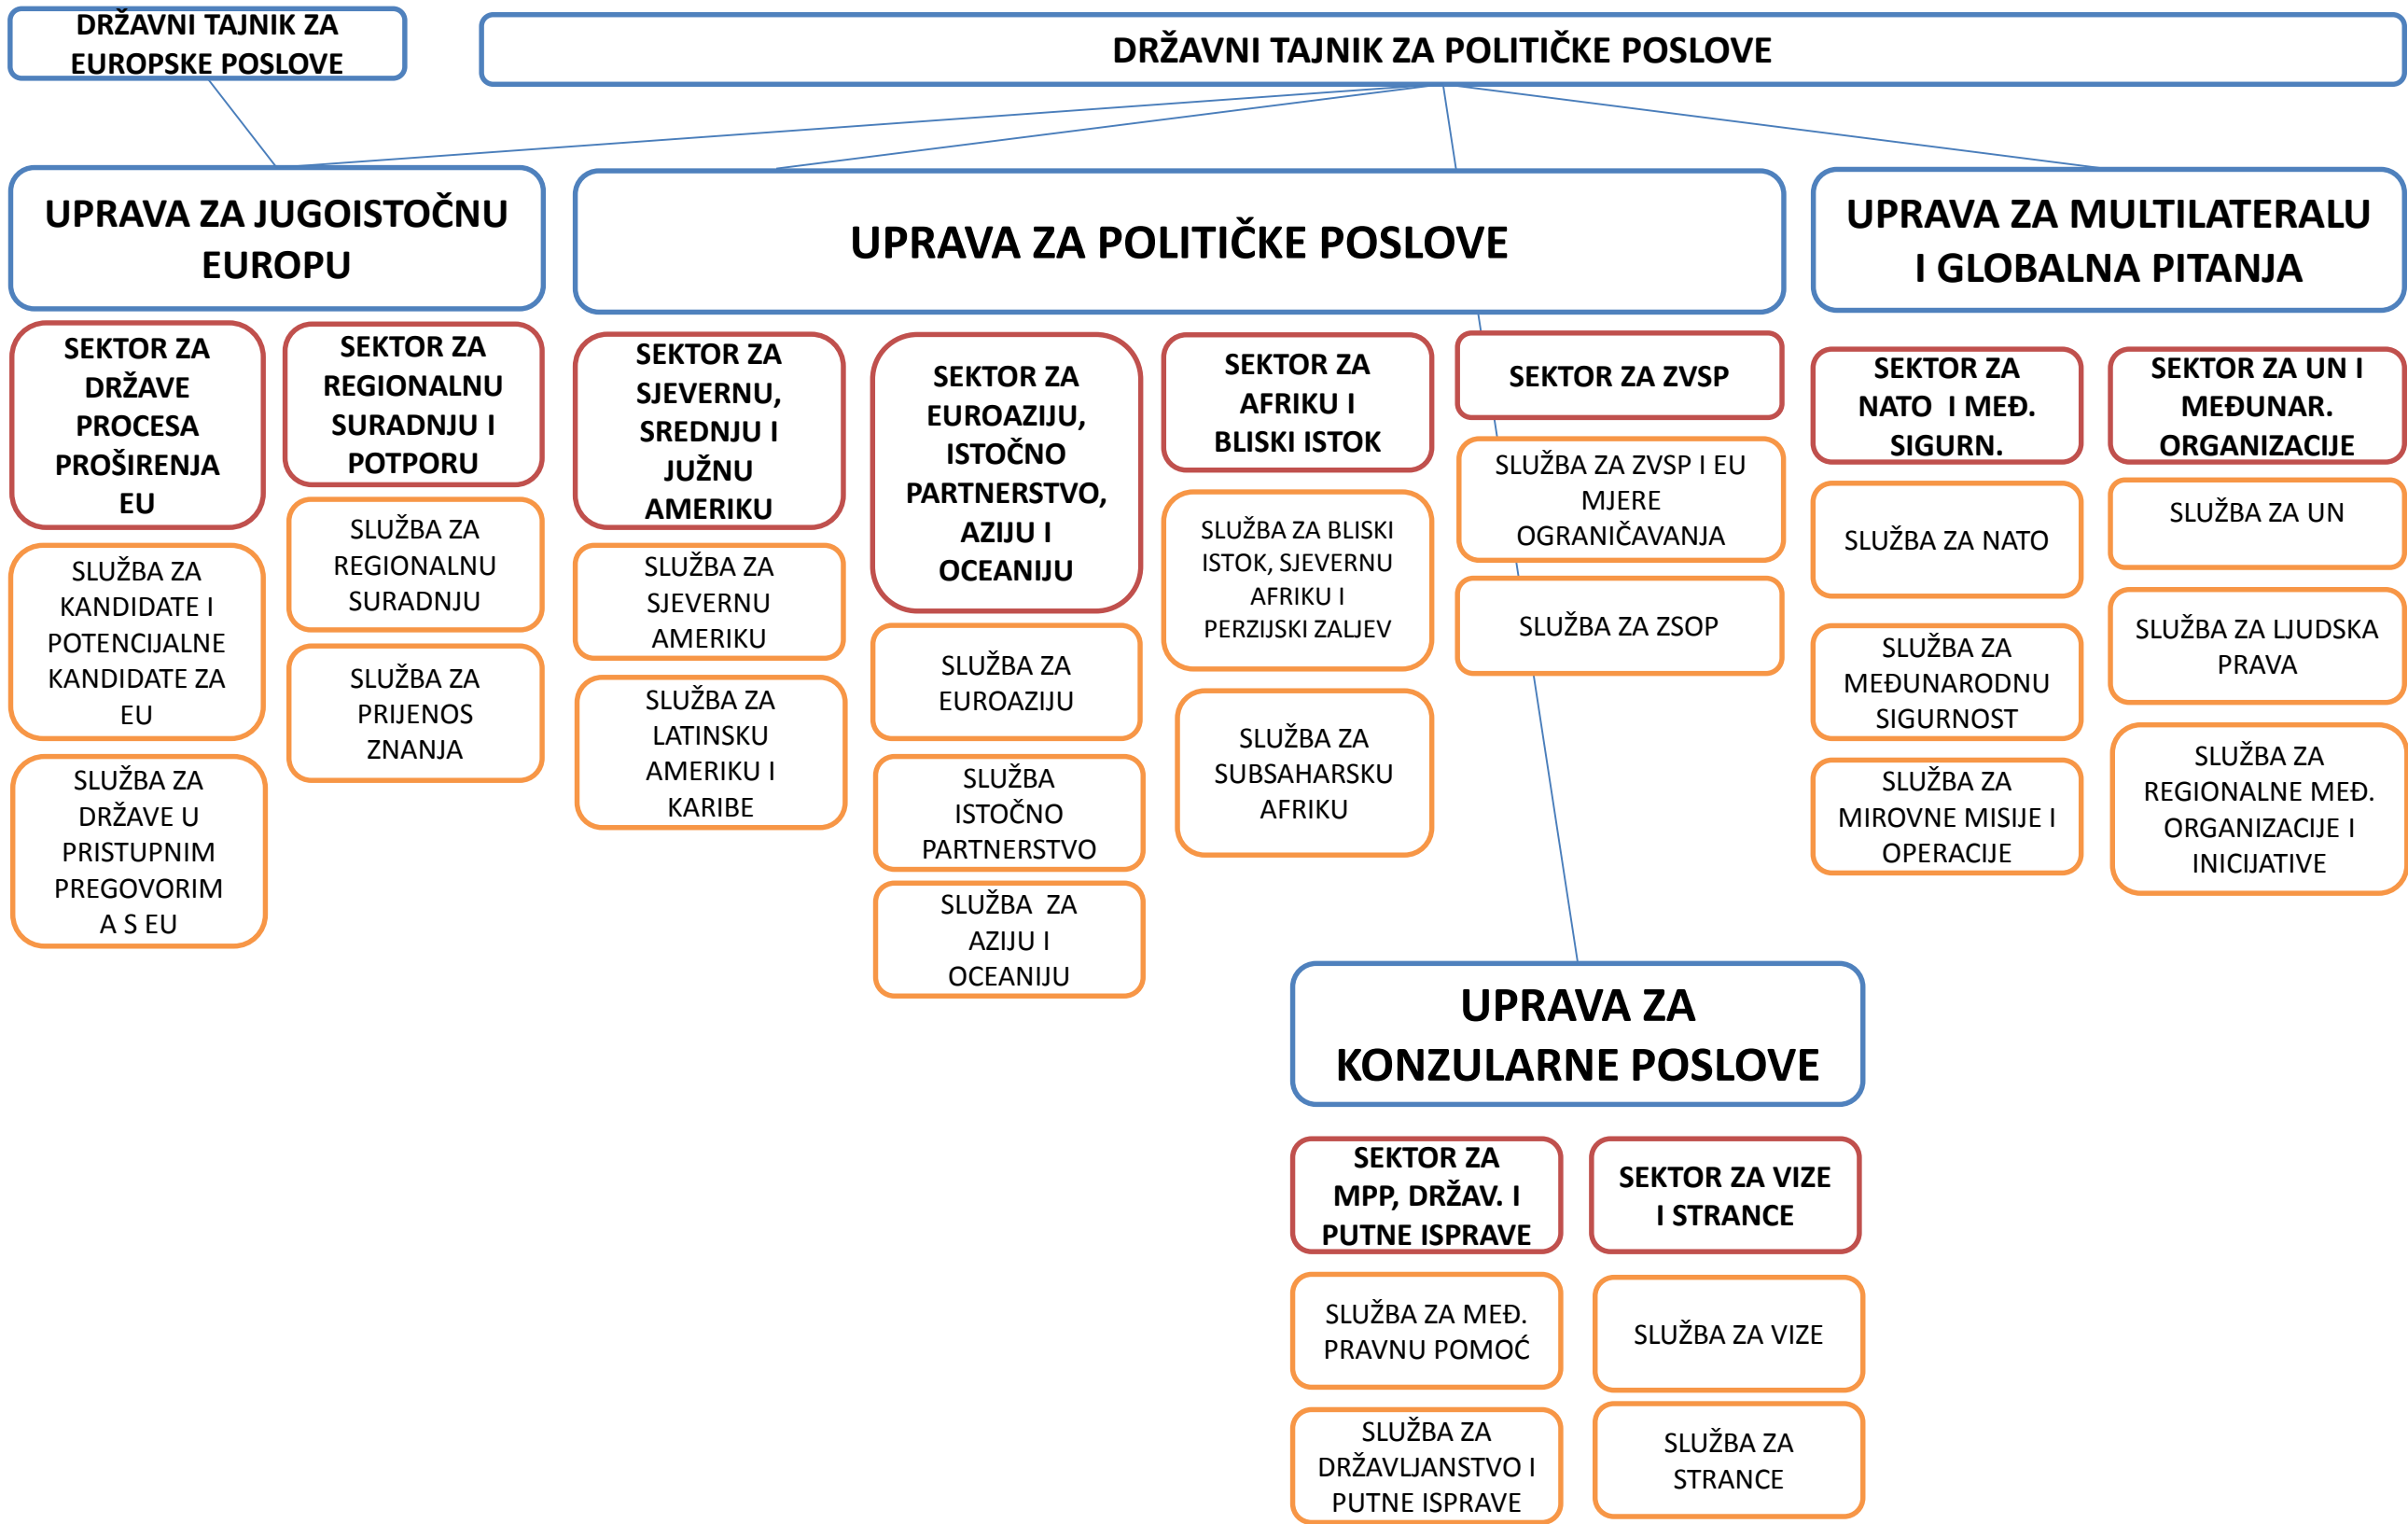 DRŽAVNI TAJNIK ZA
EUROPSKE POSLOVE
DRŽAVNI TAJNIK ZA POLITIČKE POSLOVE
UPRAVA ZA JUGOISTOČNU
EUROPU
UPRAVA ZA POLITIČKE POSLOVE
UPRAVA ZA MULTILATERALU
I GLOBALNA PITANJA
SEKTOR ZA
DRŽAVE
PROCESA
PROŠIRENJA
EU
SLUŽBA ZA
KANDIDATE I
POTENCIJALNE
KANDIDATE ZA
EU
SLUŽBA ZA
DRŽAVE U
PRISTUPNIM
PREGOVORIM
A S EU
SEKTOR ZA
REGIONALNU
SURADNJU I
POTPORU
SLUŽBA ZA
REGIONALNU
SURADNJU
SLUŽBA ZA
PRIJENOS
ZNANJA
SEKTOR ZA
SJEVERNU,
SREDNJU I
JUŽNU
AMERIKU
SLUŽBA ZA
SJEVERNU
AMERIKU
SLUŽBA ZA
LATINSKU
AMERIKU I
KARIBE
SEKTOR ZA
EUROAZIJU,
ISTOČNO
PARTNERSTVO,
AZIJU I
OCEANIJU
SLUŽBA ZA
EUROAZIJU
SLUŽBA
ISTOČNO
PARTNERSTVO
SLUŽBA  ZA
AZIJU I
OCEANIJU
SEKTOR ZA
AFRIKU I
BLISKI ISTOK
SLUŽBA ZA BLISKI
ISTOK, SJEVERNU
AFRIKU I
PERZIJSKI ZALJEV
SLUŽBA ZA
SUBSAHARSKU
AFRIKU
SEKTOR ZA ZVSP
SLUŽBA ZA ZVSP I EU
MJERE
OGRANIČAVANJA
SLUŽBA ZA ZSOP
SEKTOR ZA
NATO  I MEĐ.
SIGURN.
SLUŽBA ZA NATO
SLUŽBA ZA
MEĐUNARODNU
SIGURNOST
SLUŽBA ZA
MIROVNE MISIJE I
OPERACIJE
SEKTOR ZA UN I
MEĐUNAR.
ORGANIZACIJE
SLUŽBA ZA UN
SLUŽBA ZA LJUDSKA
PRAVA
SLUŽBA ZA
REGIONALNE MEĐ.
ORGANIZACIJE I
INICIJATIVE
UPRAVA ZA
KONZULARNE POSLOVE
SEKTOR ZA
MPP, DRŽAV. I
PUTNE ISPRAVE
SLUŽBA ZA MEĐ.
PRAVNU POMOĆ
SLUŽBA ZA
DRŽAVLJANSTVO I
PUTNE ISPRAVE
SEKTOR ZA VIZE
I STRANCE
SLUŽBA ZA VIZE
SLUŽBA ZA
STRANCE